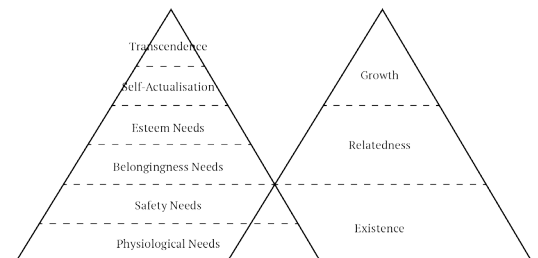 Transcendence
Self-Actualisation
Esteem Needs
Belongingness Needs
Safety Needs
Physiological Needs
Growth
Relatedness
Existence